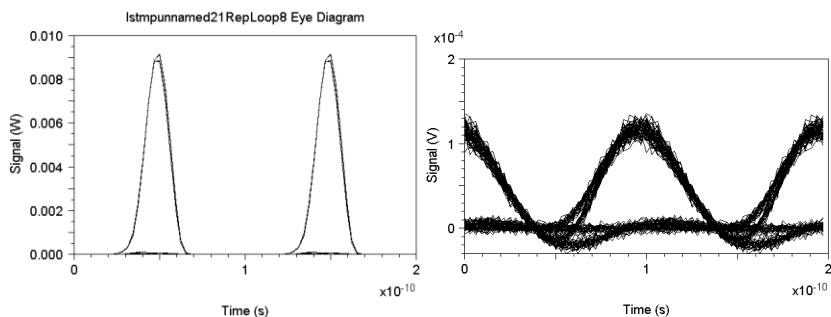 lstmpunnamed21RepLoop8 Eye Diagram
0.010
0.008
0.006
0.004
0.002
0.000
Signal (W)
0
1
2
x10-10
Time (s)
x10-4
2
1
0
Signal (V)
0
1
2
x10-10
Time (s)